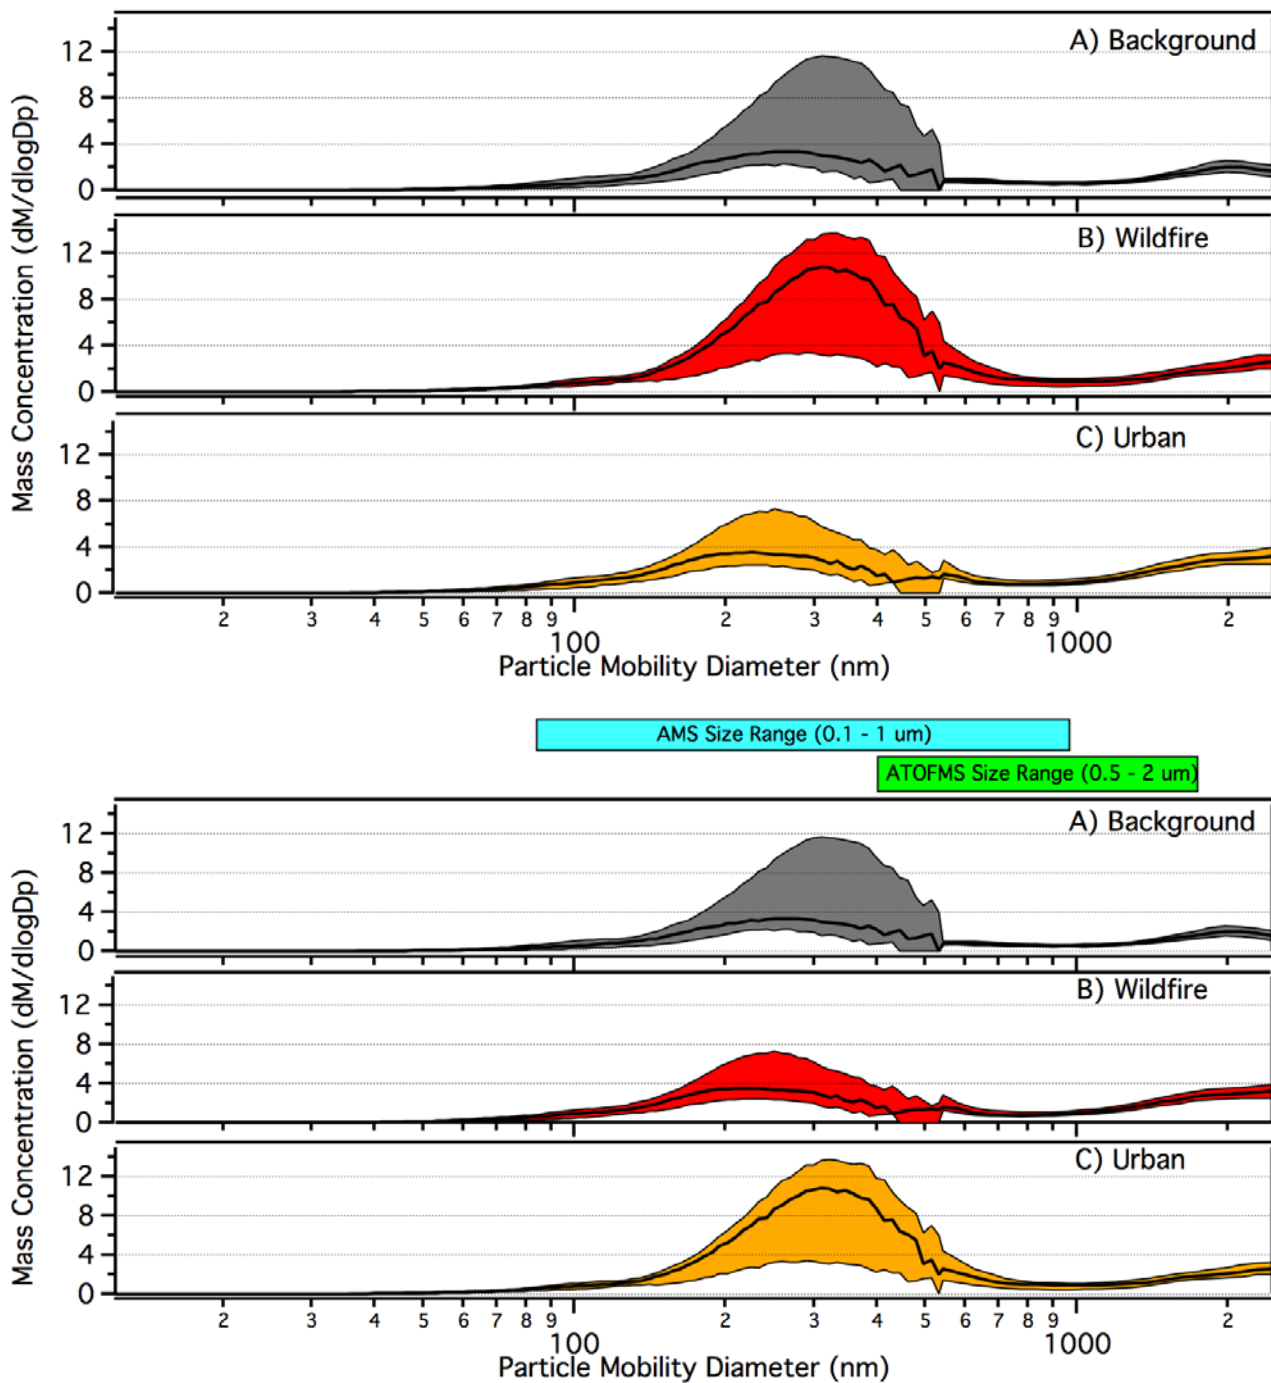 Mass Concentration (dM/dlogDp)
A) Background
12
8
4
0
B) Wildfire
12
8
4
0
C) Urban
12
8
4
0
2 3 4 5 6 7 8 9 100 2 3 4 5 6 7 8 9 1000 2
Particle Mobility Diameter (nm)
AMS Size Range (0.1 - 1 um)
ATOFMS Size Range (0.5 - 2 um)
Mass Concentration (dM/dlogDp)
A) Background
12
8
4
0
B) Wildfire
12
8
4
0
C) Urban
12
8
4
0
2 3 4 5 6 7 8 9 100 2 3 4 5 6 7 8 9 1000 2
Particle Mobility Diameter (nm)